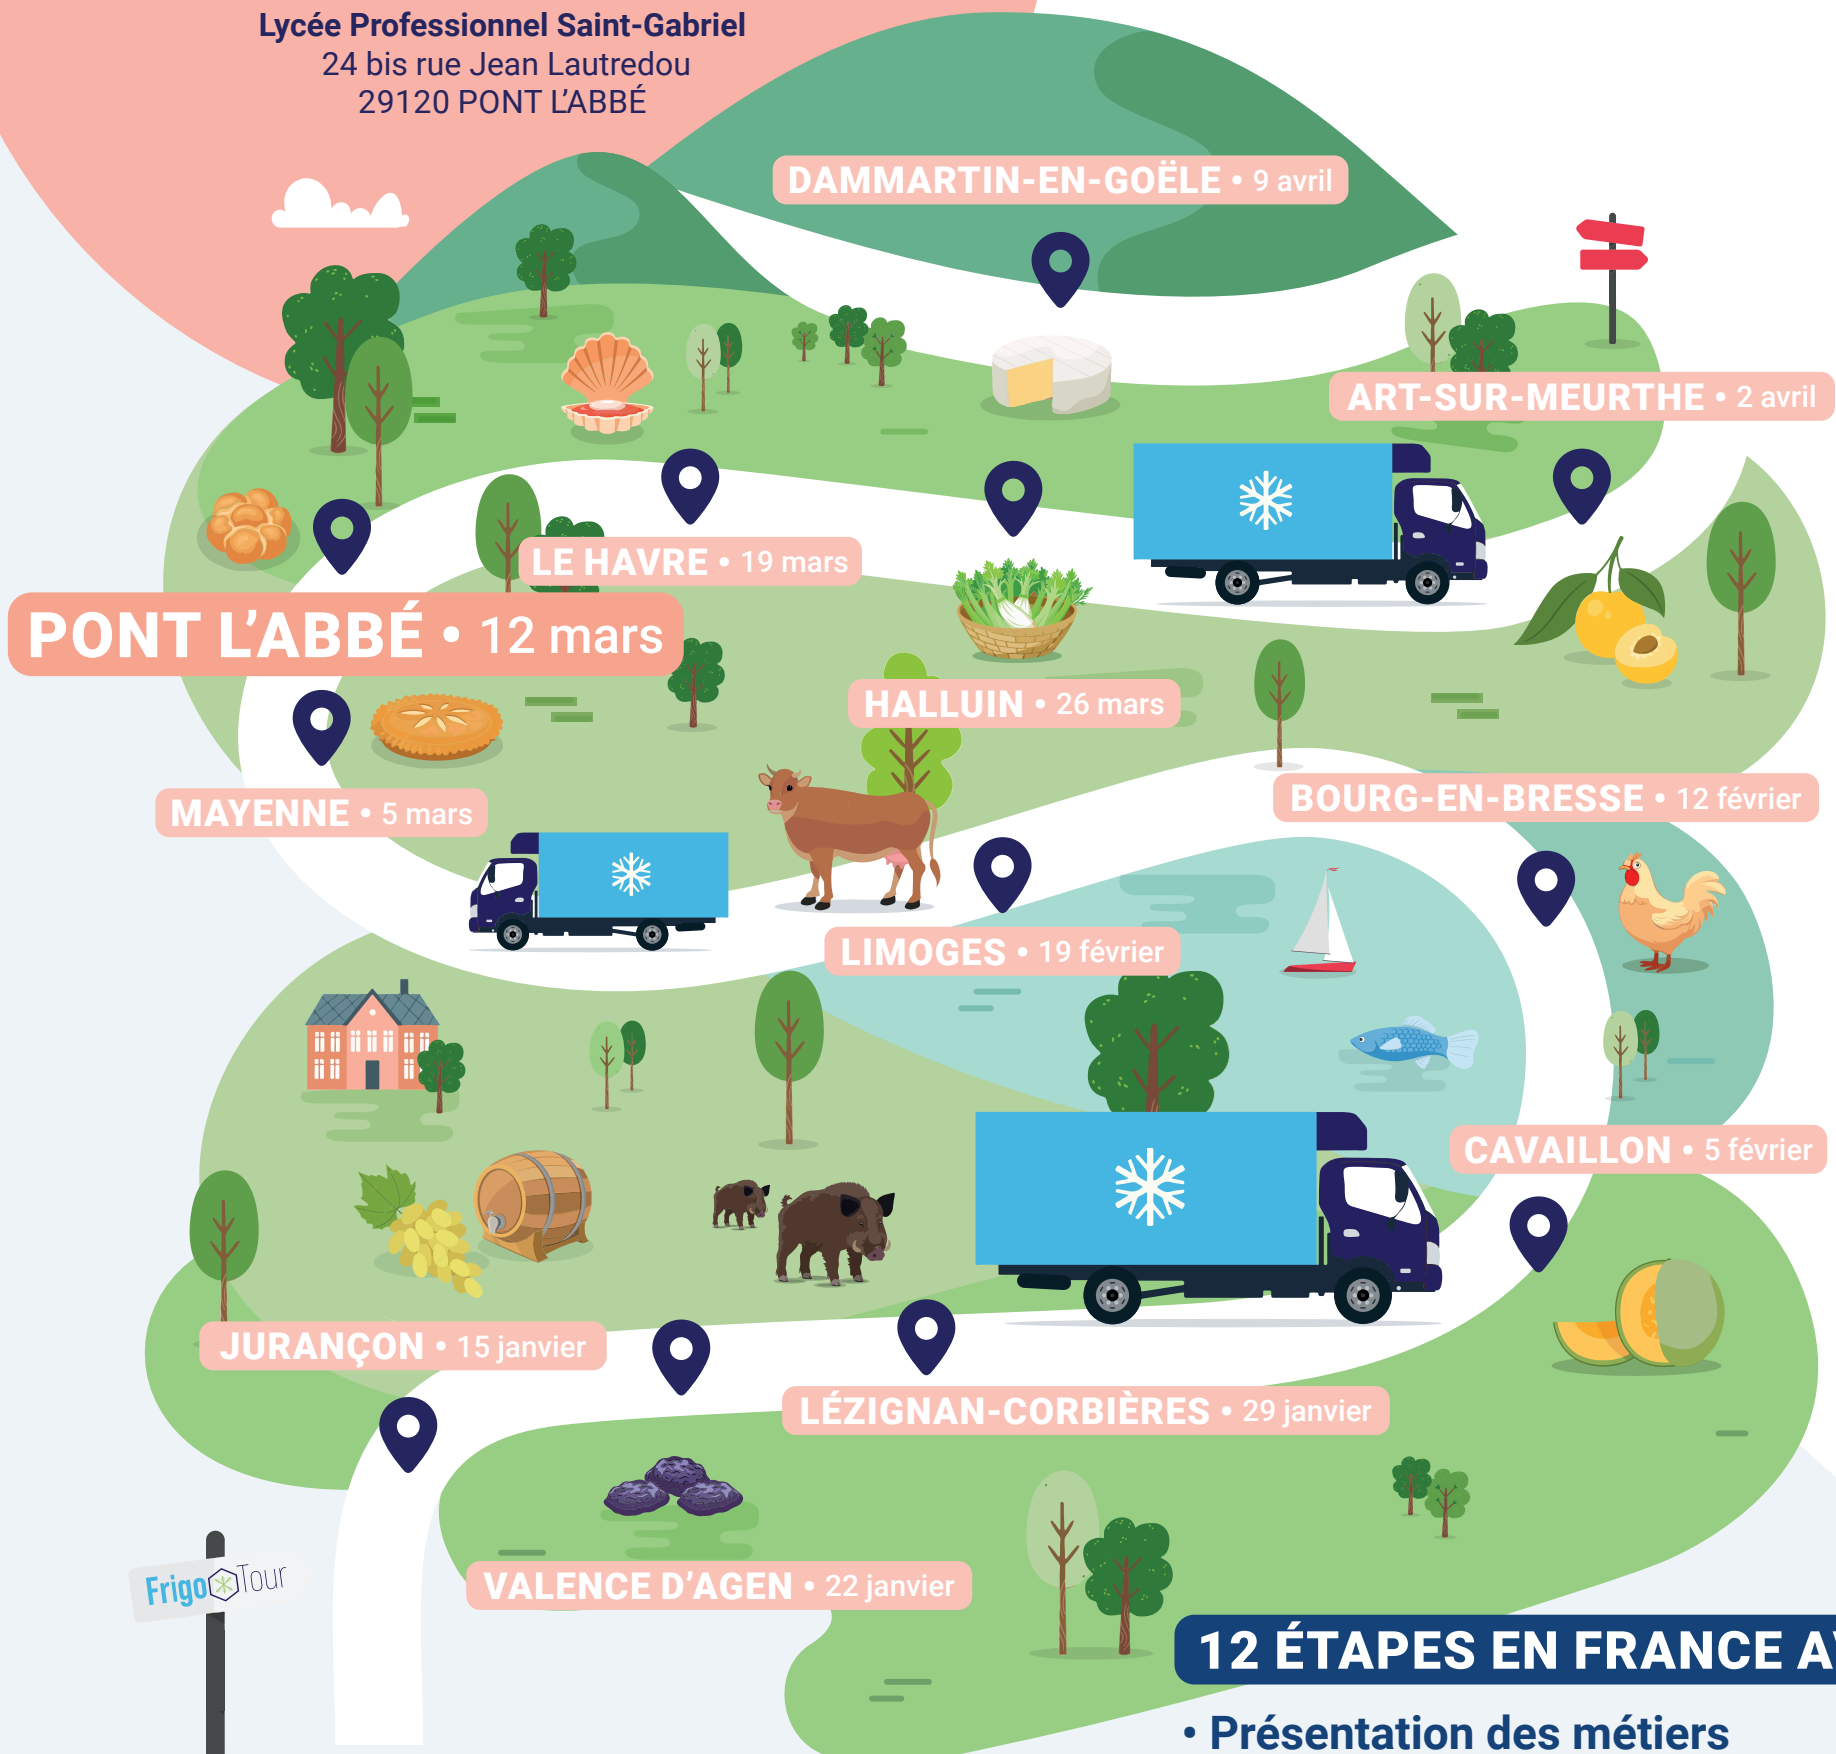 Lycée Professionnel Saint-Gabriel
24 bis rue Jean Lautredou
29120 PONT L'ABBÉ
DAMMARTIN-EN-GOËLE • 9 avril
ART-SUR-MEURTHE • 2 avril
LE HAVRE • 19 mars
PONT L'ABBÉ • 12 mars
HALLUIN • 26 mars
MAYENNE • 5 mars
BOURG-EN-BRESSE • 12 février
LIMOGES • 19 février
CAVAILLON • 5 février
JURANÇON • 15 janvier
LÉZIGNAN-CORBIÈRES • 29 janvier
VALENCE D'AGEN • 22 janvier
Frigo Tour
12 ÉTAPES EN FRANCE
• Présentation des métiers